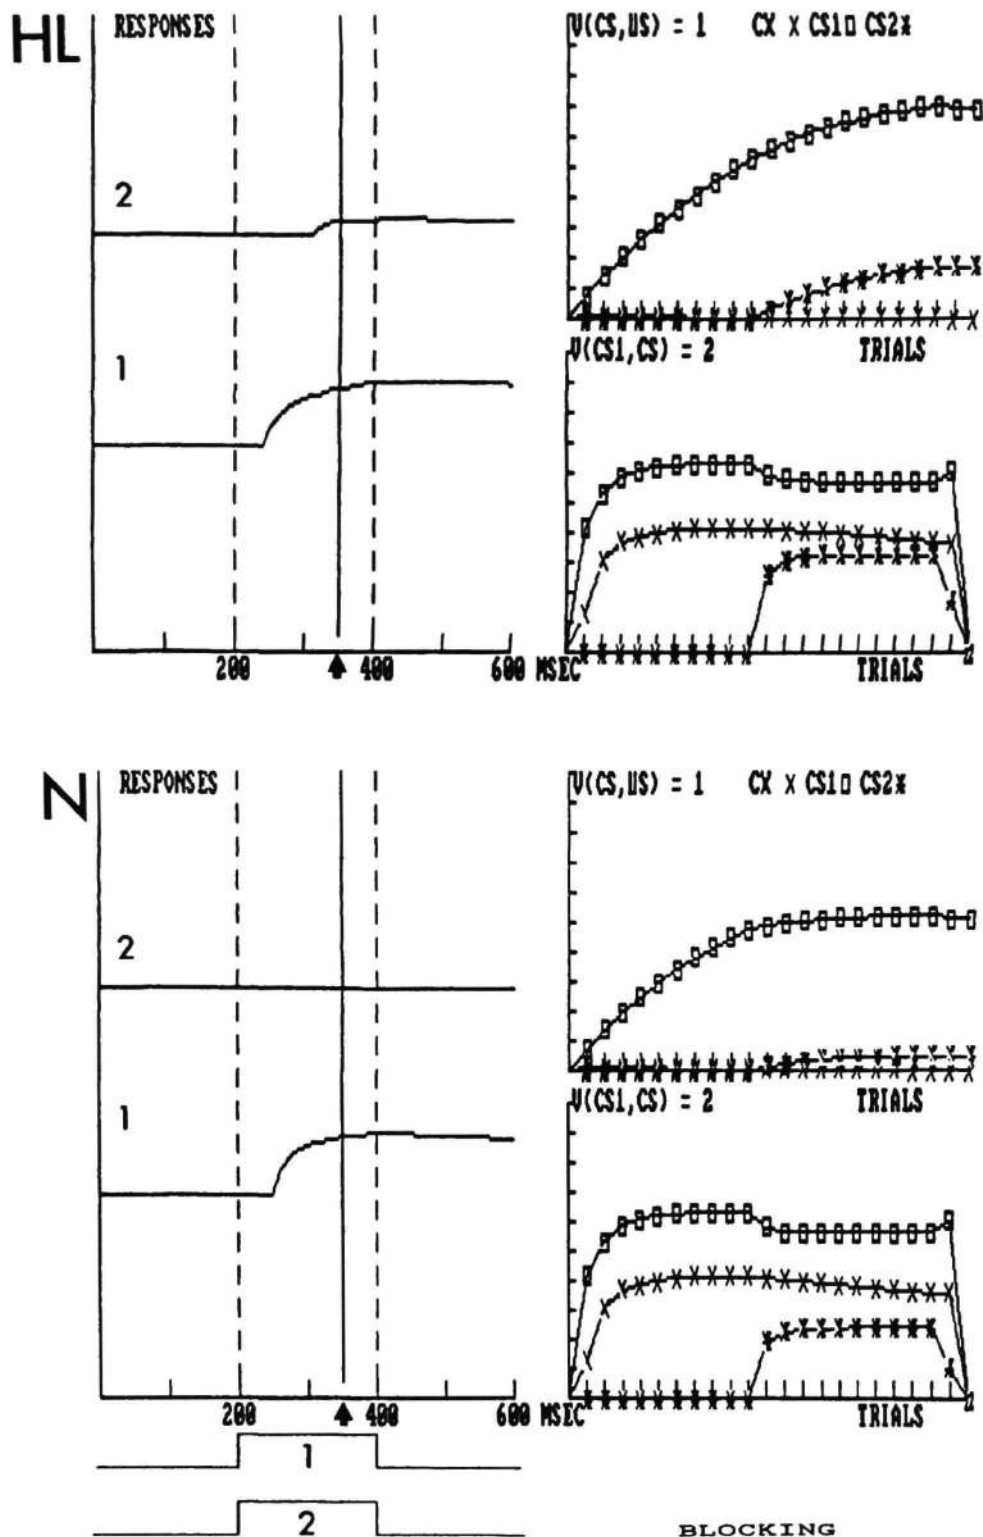 HL
RESPONSES
2
1
200 400 600 MSEC
V(CS,US) = 1 CX X CS1□ CS2*
TRIALS
V(CS1,CS) = 2
TRIALS
N
RESPONSES
2
1
200 400 600 MSEC
V(CS,US) = 1 CX X CS1□ CS2*
TRIALS
V(CS1,CS) = 2
TRIALS
1
2
BLOCKING